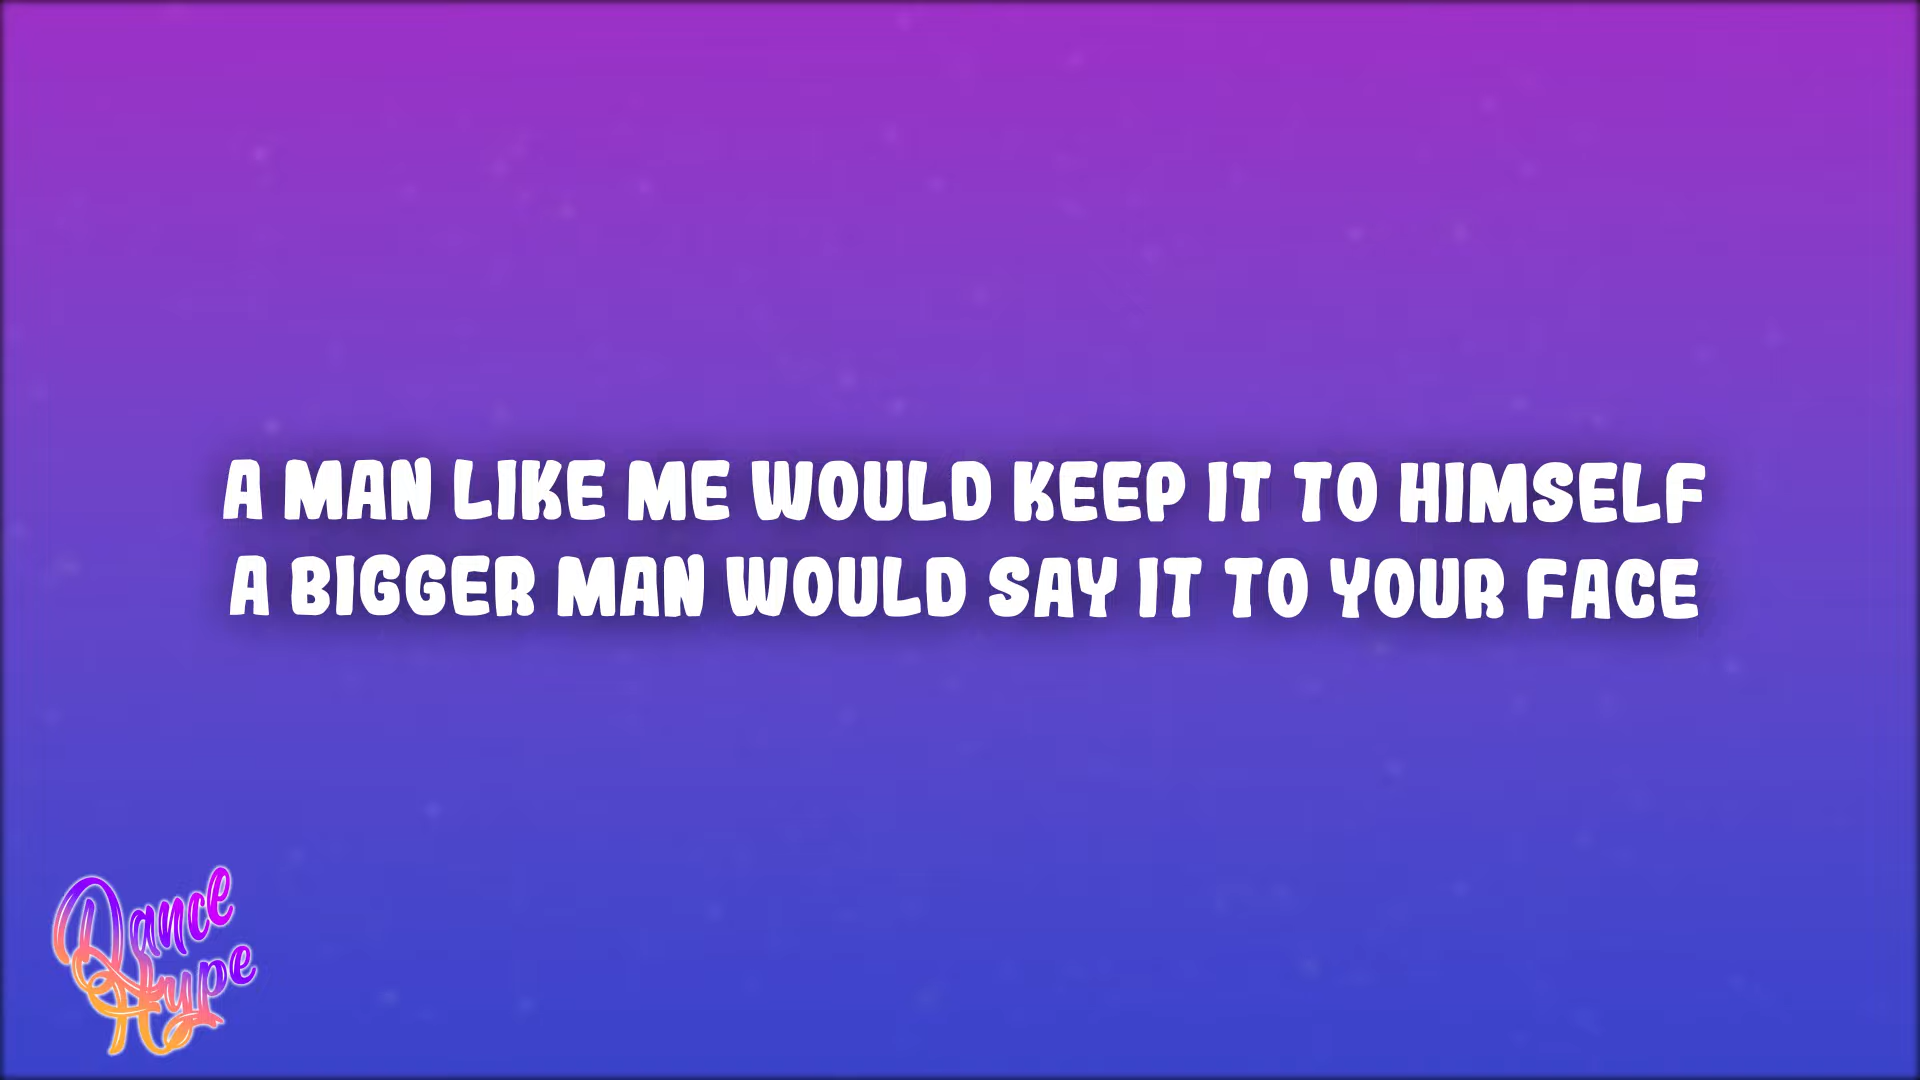 A MAN LIKE ME WOULD KEEP IT TO HIMSELF
A BIGGER MAN WOULD SAY IT TO YOUR FACE
Dance
Hype